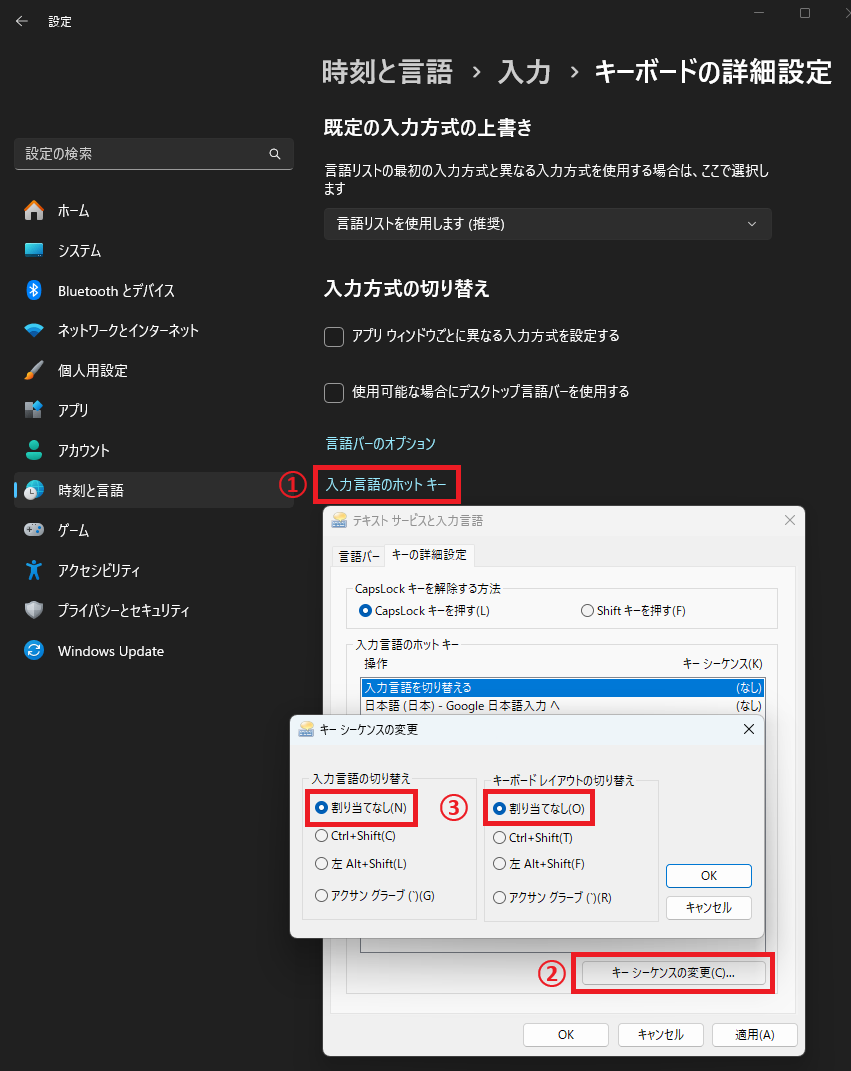 設定
時刻と言語 › 入力 › キーボードの詳細設定
設定の検索
ホーム
システム
Bluetooth とデバイス
ネットワークとインターネット
個人用設定
アプリ
アカウント
時刻と言語
ゲーム
アクセシビリティ
プライバシーとセキュリティ
Windows Update
既定の入力方式の上書き
言語リストの最初の入力方式と異なる入力方式を使用する場合は、ここで選択し
ます
言語リストを使用します (推奨)
入力方式の切り替え
アプリ ウィンドウごとに異なる入力方式を設定する
使用可能な場合にデスクトップ言語バーを使用する
言語バーのオプション
① 入力言語のホット キー
テキスト サービスと入力言語
言語バー キーの詳細設定
CapsLock キーを解除する方法
CapsLock キーを押す(L) Shift キーを押す(F)
入力言語のホット キー
操作 キー シーケンス(K)
入力言語を切り替える (なし)
日本語 (日本) - Google 日本語入力 へ (なし)
キー シーケンスの変更
入力言語の切り替え
割り当てなし(N)
Ctrl+Shift(C)
左 Alt+Shift(L)
アクサン グラーブ (`)(G)
③
キーボード レイアウトの切り替え
割り当てなし(O)
Ctrl+Shift(T)
左 Alt+Shift(F)
アクサン グラーブ (`)(R)
OK
キャンセル
② キー シーケンスの変更(C)...
OK キャンセル 適用(A)